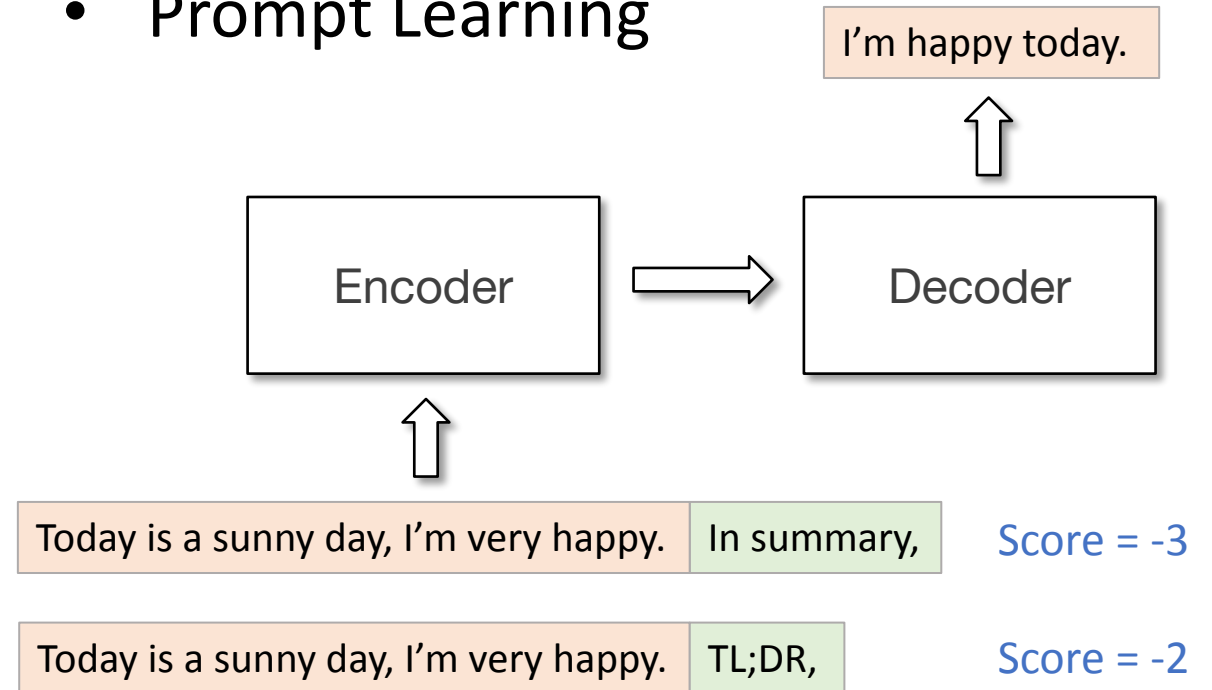 • Prompt Learning
I'm happy today.
Encoder
Decoder
Today is a sunny day, I'm very happy. In summary, Score = -3
Today is a sunny day, I'm very happy. TL;DR, Score = -2